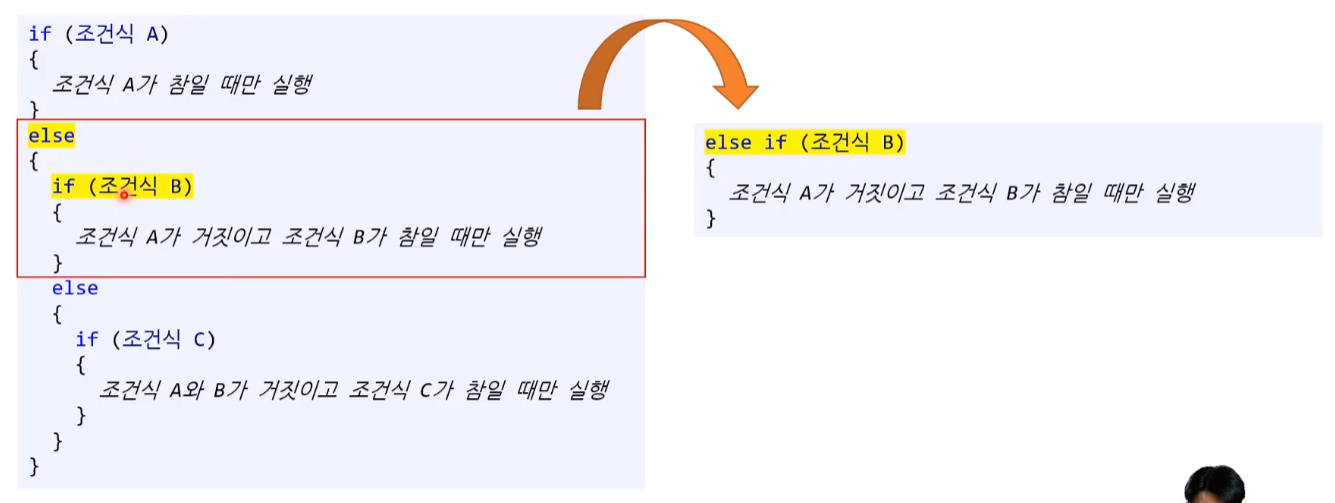 if (조건식 A)
{
조건식 A가 참일 때만 실행
}
else
{
if (조건식 B)
{
조건식 A가 거짓이고 조건식 B가 참일 때만 실행
}
else
{
if (조건식 C)
{
조건식 A와 B가 거짓이고 조건식 C가 참일 때만 실행
}
}
}
else if (조건식 B)
{
조건식 A가 거짓이고 조건식 B가 참일 때만 실행
}